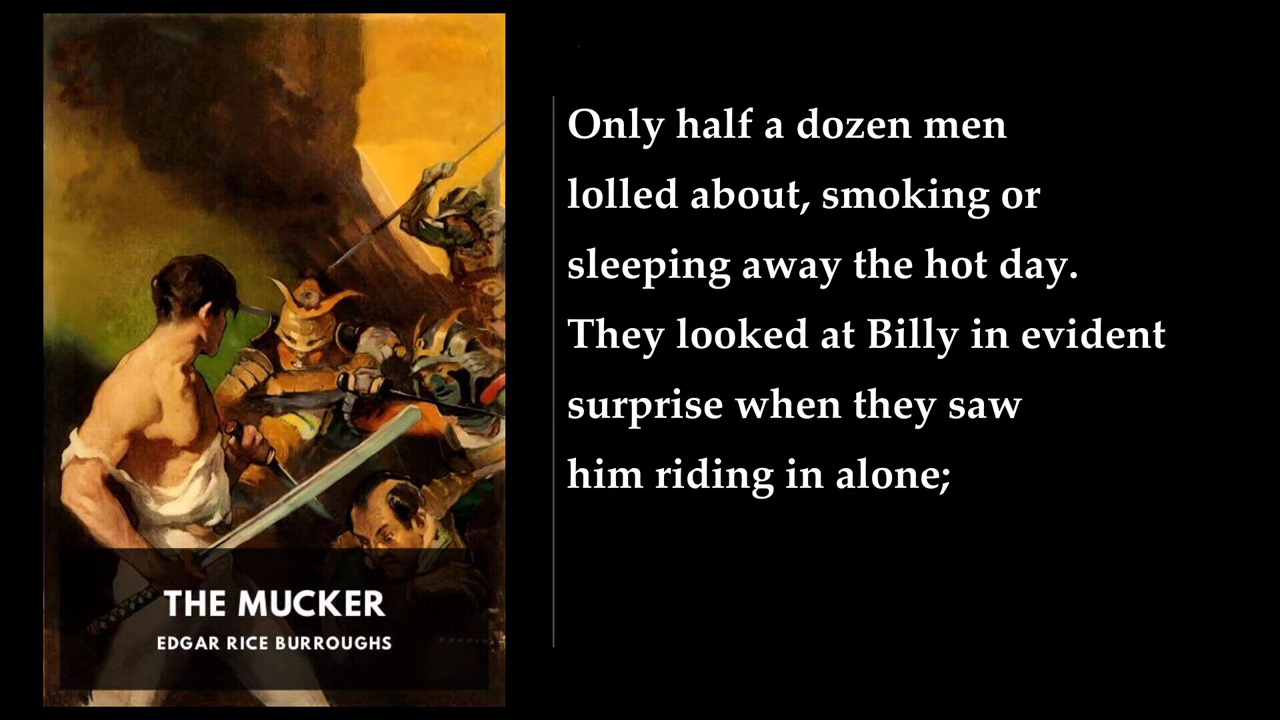 THE MUCKER
EDGAR RICE BURROUGHS
Only half a dozen men
lolled about, smoking or
sleeping away the hot day.
They looked at Billy in evident
surprise when they saw
him riding in alone;